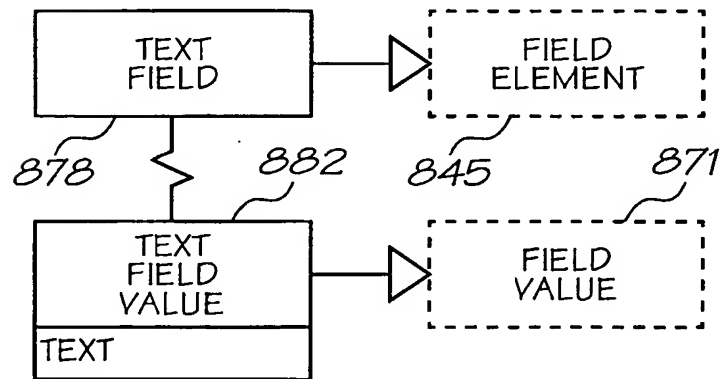 TEXT
FIELD
FIELD
ELEMENT
878
882
845
871
TEXT
FIELD
VALUE
FIELD
VALUE
TEXT